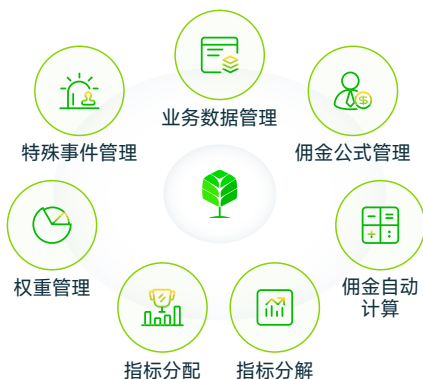 业务数据管理
特殊事件管理
佣金公式管理
权重管理
佣金自动
计算
指标分配
指标分解